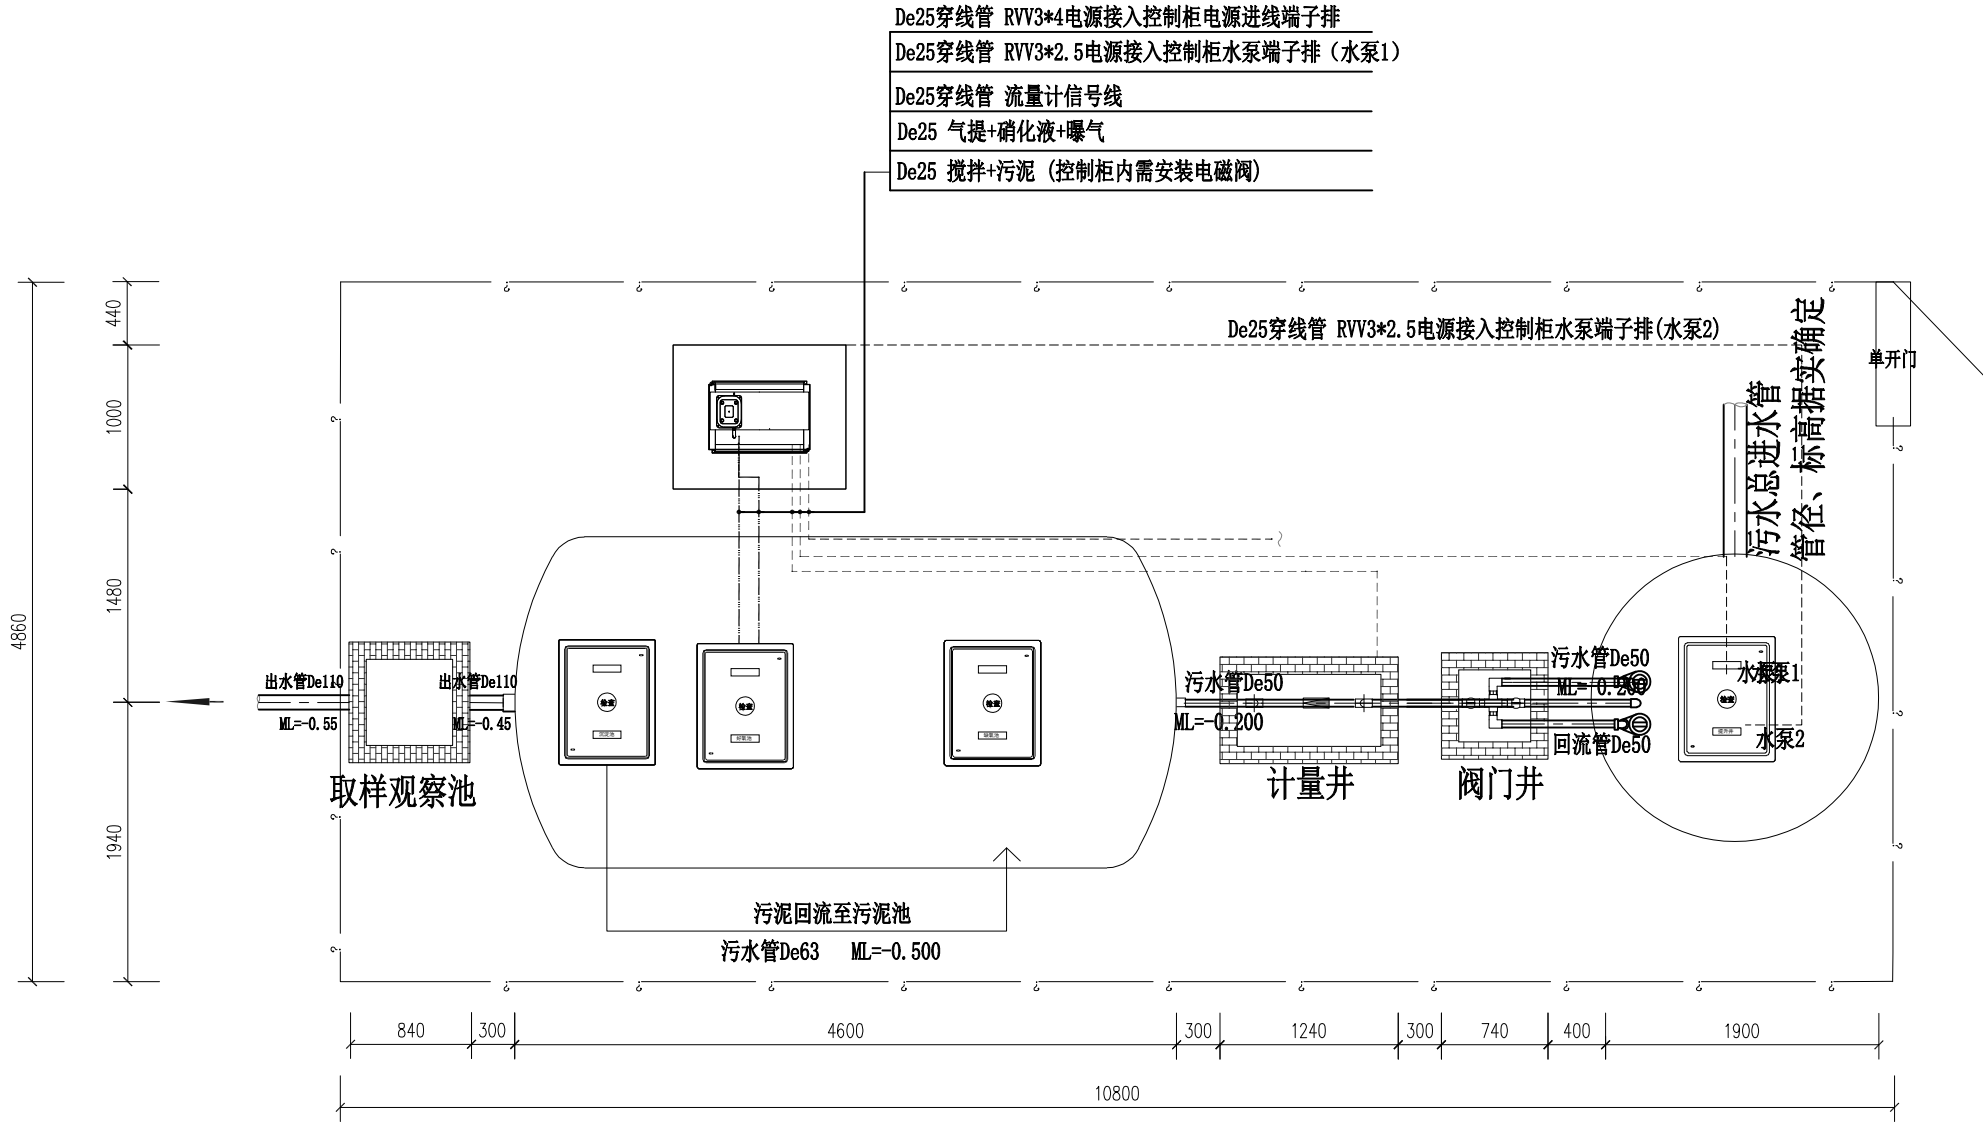 De25穿线管 RVV3*4电源接入控制柜电源进线端子排
De25穿线管 RVV3*2.5电源接入控制柜水泵端子排（水泵1）
De25穿线管 流量计信号线
De25 气提+硝化液+曝气
De25 搅拌+污泥 (控制柜内需安装电磁阀)
De25穿线管 RVV3*2.5电源接入控制柜水泵端子排(水泵2)
单开门
污水总进水管
管径、标高据实确定
4860
440
1000
1480
1940
出水管De110
ML=-0.55
出水管De110
ML=-0.45
取样观察池
检查
检查
检查
污水管De50
ML=-0.200
计量井
阀门井
污水管De50
ML=-0.200
回流管De50
水泵1
检查
水泵2
污泥回流至污泥池
污水管De63 ML=-0.500
840
300
4600
300
1240
300
740
400
1900
10800